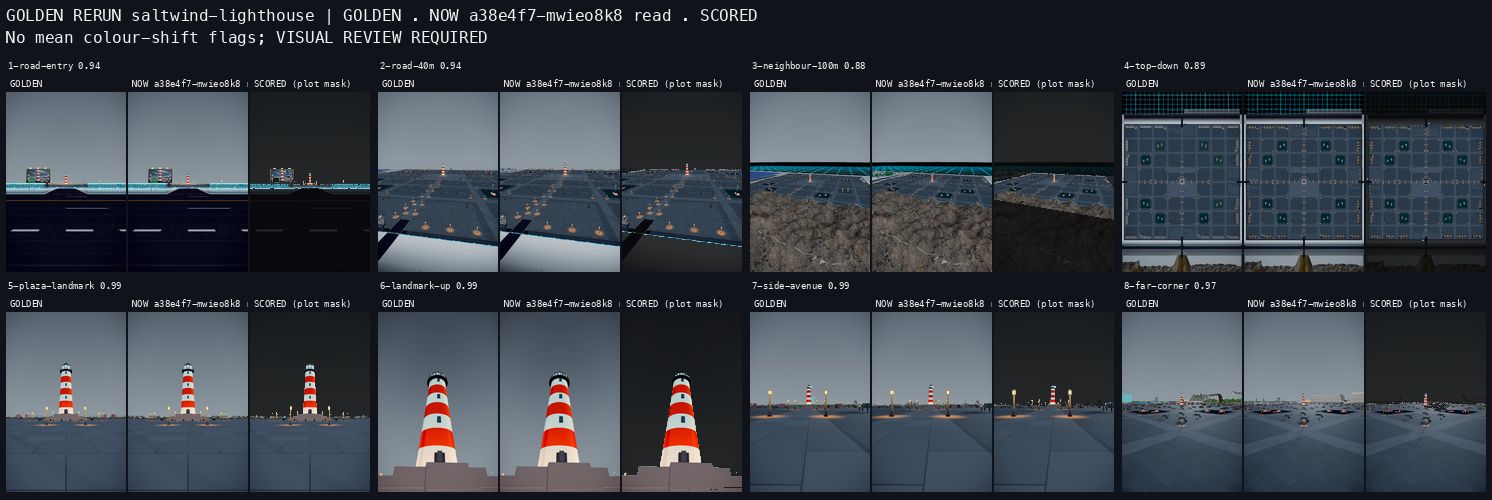 GOLDEN RERUN saltwind-lighthouse | GOLDEN . NOW a38e4f7-mwieo8k8 read . SCORED
No mean colour-shift flags; VISUAL REVIEW REQUIRED
1-road-entry 0.94
GOLDEN NOW a38e4f7-mwieo8k8 SCORED (plot mask)
2-road-40m 0.94
GOLDEN NOW a38e4f7-mwieo8k8 SCORED (plot mask)
3-neighbour-100m 0.88
GOLDEN NOW a38e4f7-mwieo8k8 SCORED (plot mask)
4-top-down 0.89
GOLDEN NOW a38e4f7-mwieo8k8 SCORED (plot mask)
5-plaza-landmark 0.99
GOLDEN NOW a38e4f7-mwieo8k8 SCORED (plot mask)
6-landmark-up 0.99
GOLDEN NOW a38e4f7-mwieo8k8 SCORED (plot mask)
7-side-avenue 0.99
GOLDEN NOW a38e4f7-mwieo8k8 SCORED (plot mask)
8-far-corner 0.97
GOLDEN NOW a38e4f7-mwieo8k8 SCORED (plot mask)